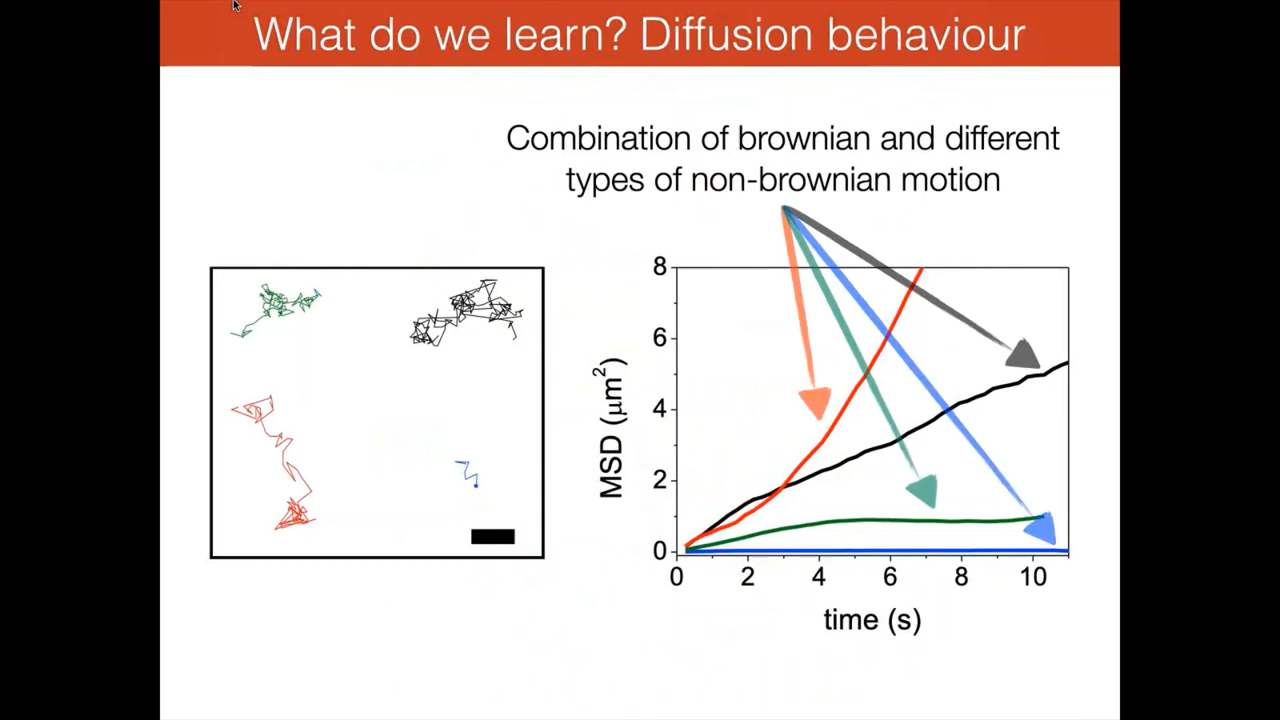 What do we learn? Diffusion behaviour
Combination of brownian and different
types of non-brownian motion
8
6
4
2
0
MSD (μm²)
0 2 4 6 8 10
time (s)